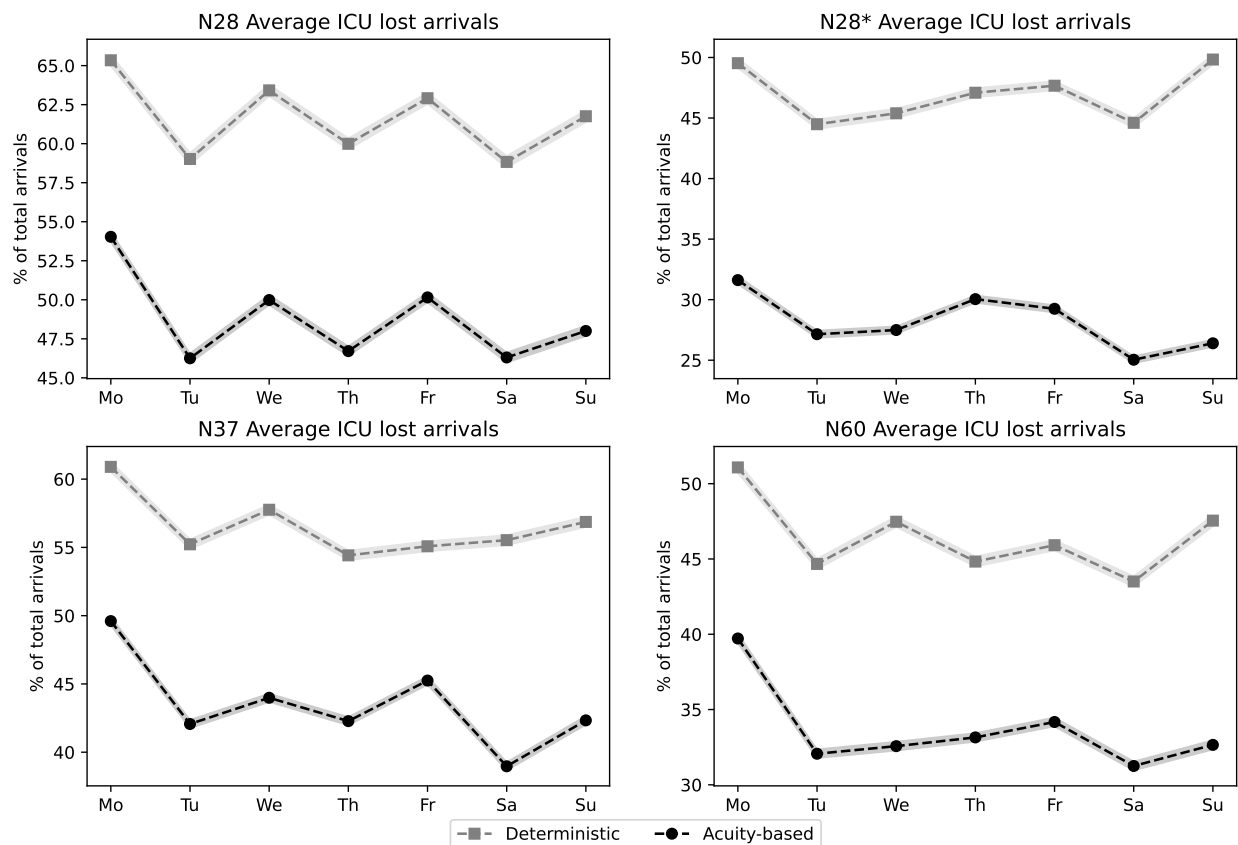 N28 Average ICU lost arrivals
% of total arrivals
65.0
62.5
60.0
57.5
55.0
52.5
50.0
47.5
45.0
Mo Tu We Th Fr Sa Su
N28* Average ICU lost arrivals
% of total arrivals
50
45
40
35
30
25
Mo Tu We Th Fr Sa Su
N37 Average ICU lost arrivals
% of total arrivals
60
55
50
45
40
Mo Tu We Th Fr Sa Su
N60 Average ICU lost arrivals
% of total arrivals
50
45
40
35
30
Mo Tu We Th Fr Sa Su
Deterministic Acuity-based